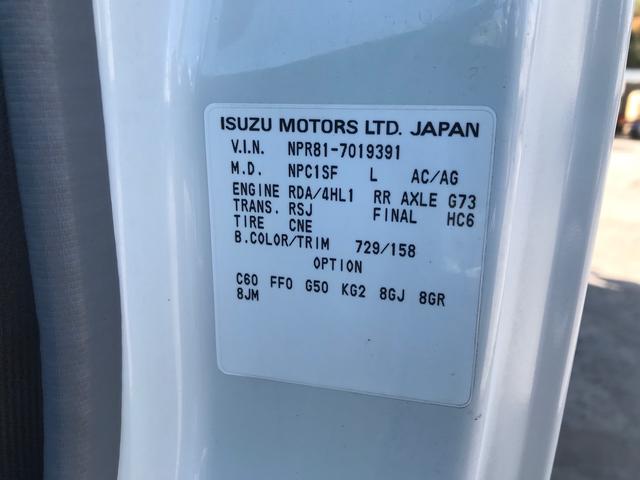 ISUZU MOTORS LTD. JAPAN
V.I.N. NPR81-7019391
M.D. NPC1SF L AC/AG
ENGINE RDA/4HL1 RR AXLE G73
TRANS. RSJ FINAL HC6
TIRE CNE
B.COLOR/TRIM 729/158
OPTION
C60 FF0 G50 KG2 8GJ 8GR
8JM